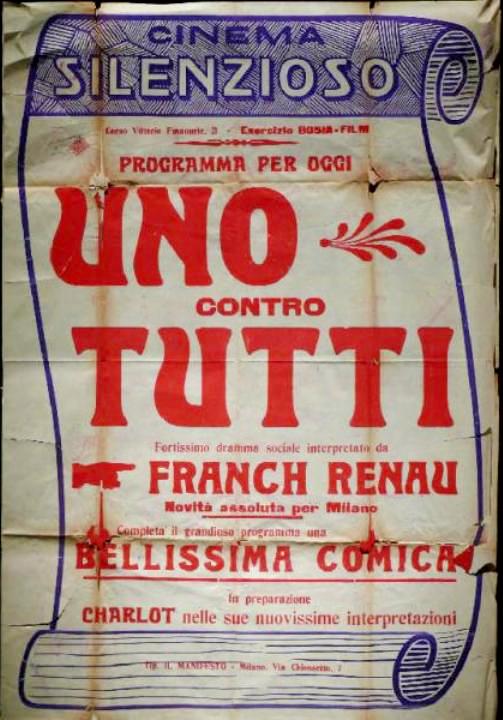 CINEMA
SILENZIOSO
Corso Vittorio Emanuele, 21 - Esercizio BOSIA-FILM
PROGRAMMA PER OGGI
UNO
CONTRO
TUTTI
Fortissimo dramma sociale interpretato da
FRANCH RENAU
Novità assoluta per Milano
Completa il grandioso programma una
BELLISSIMA COMICA
In preparazione
CHARLOT nelle sue nuovissime interpretazioni
Tip. IL MANIFESTO - Milano, Via Chiossetto, 7